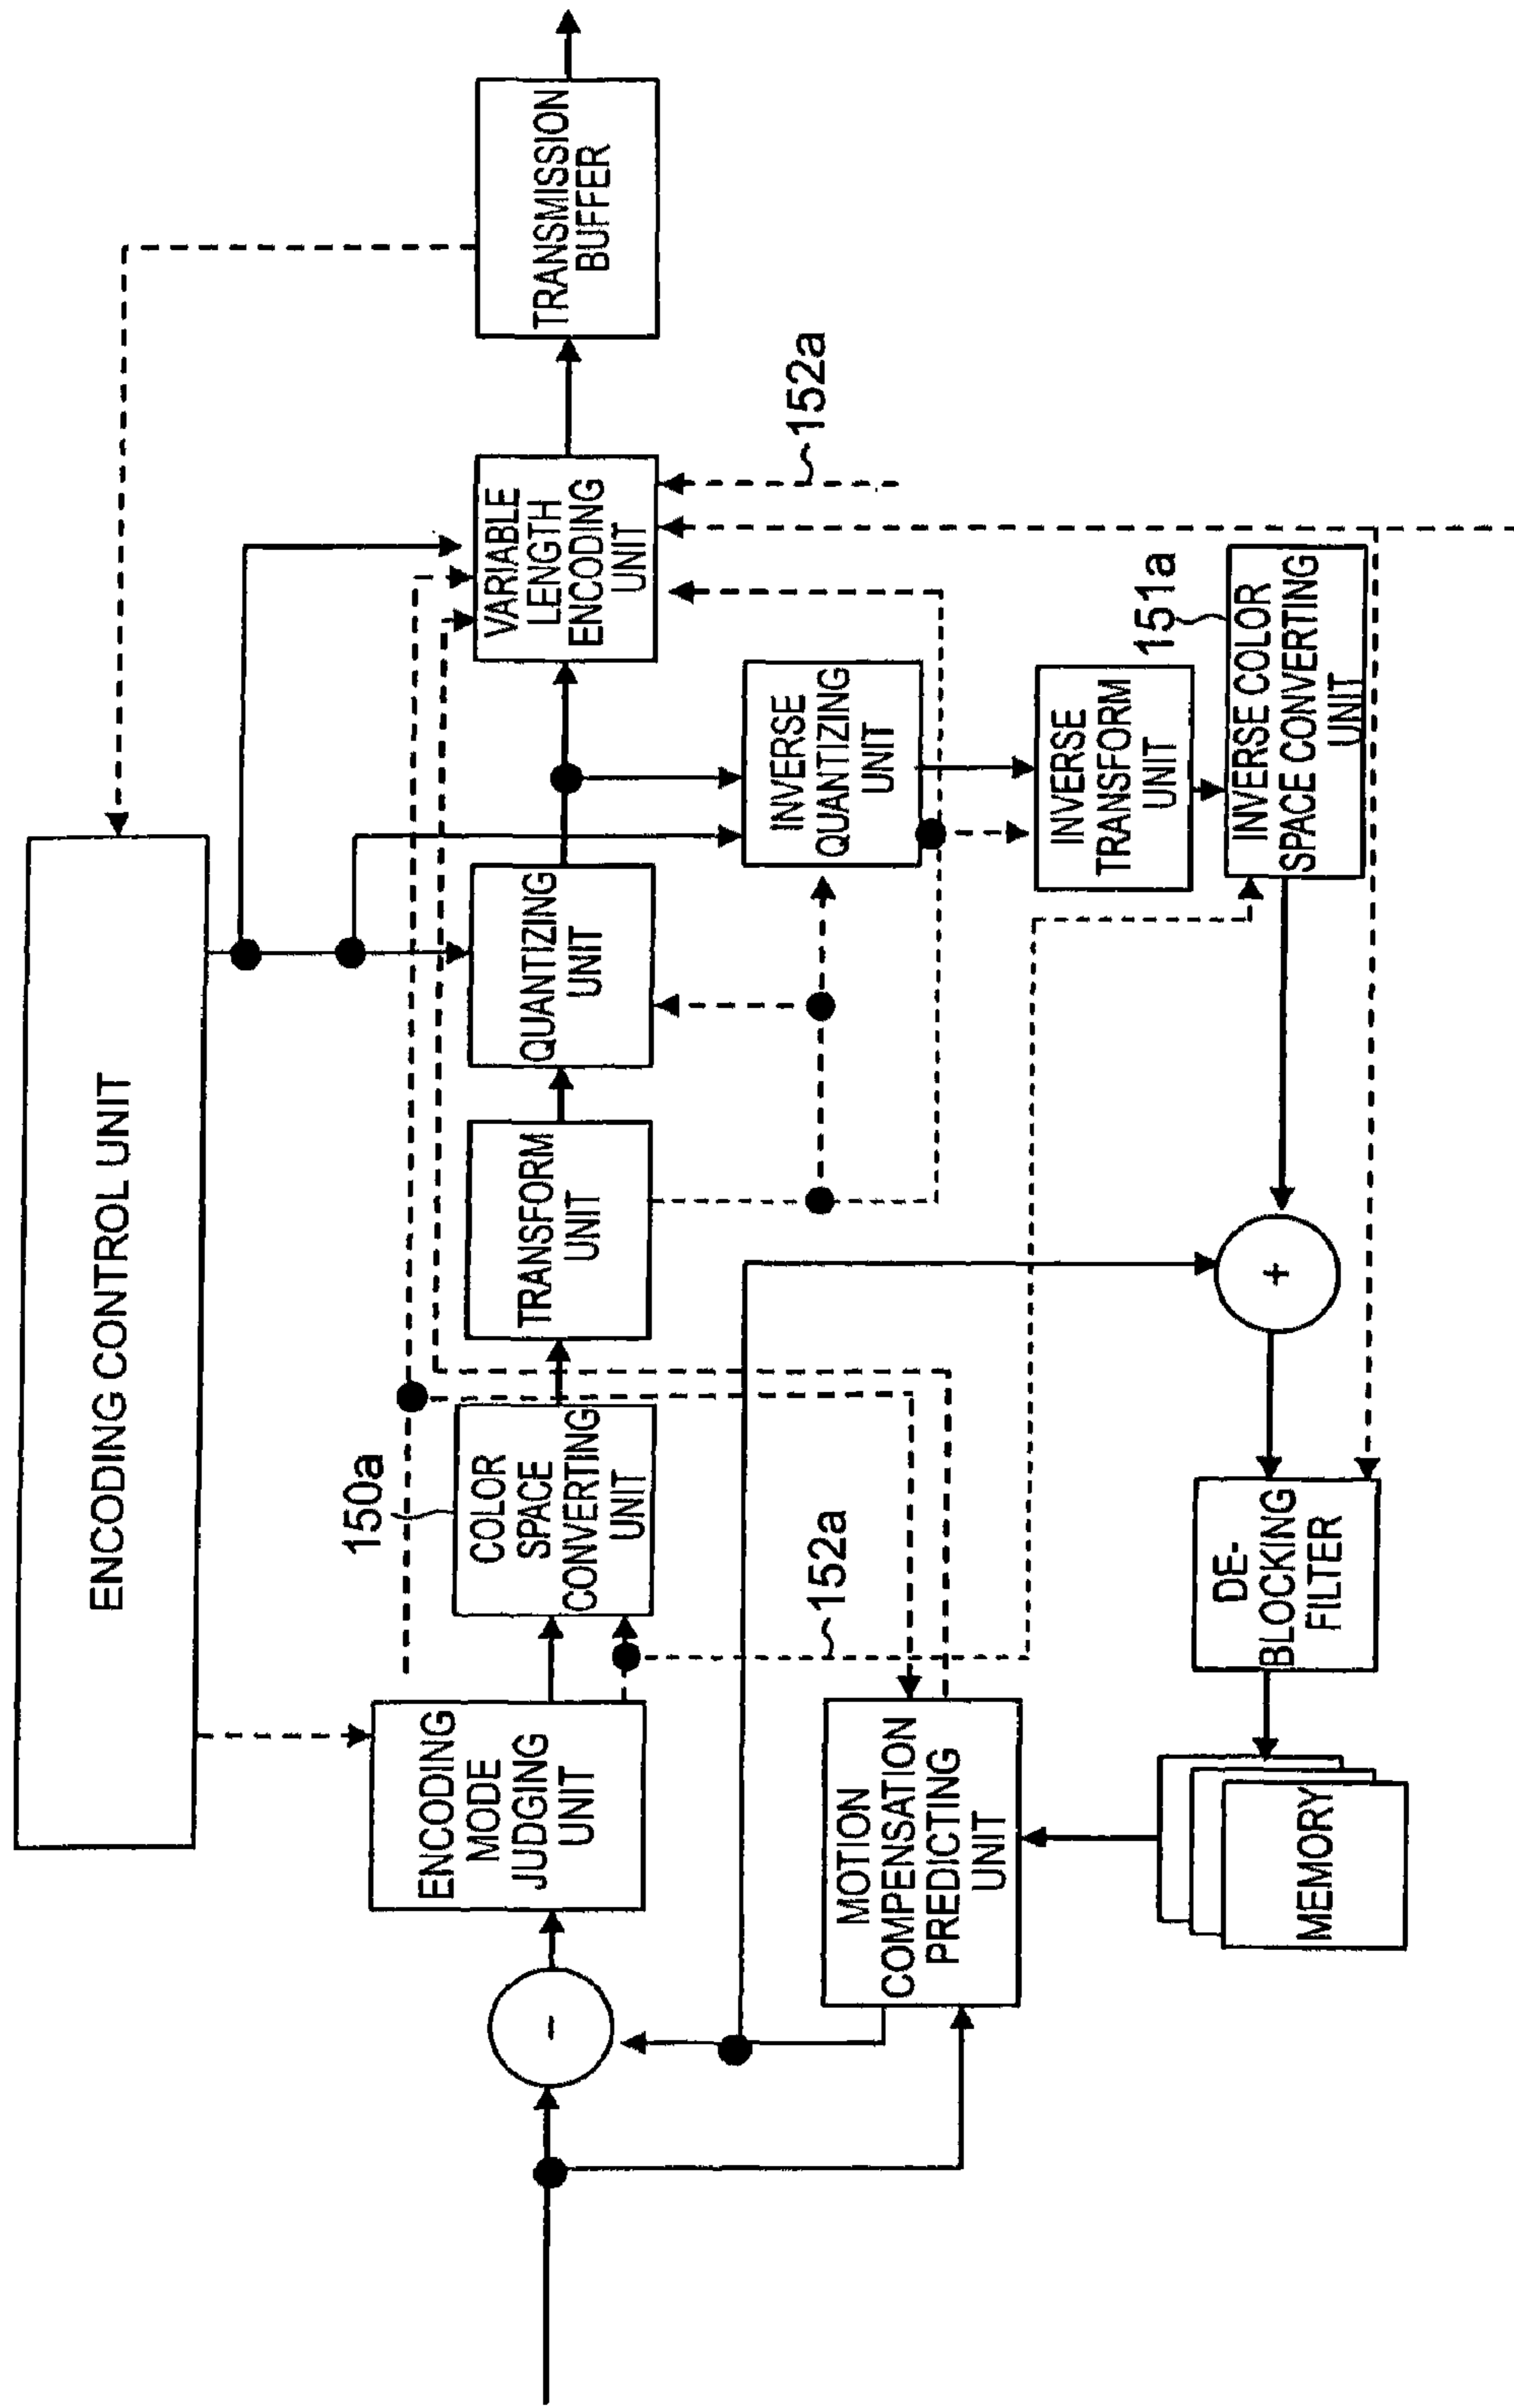 ENCODING CONTROL UNIT
TRANSMISSION
BUFFER
VARIABLE
LENGTH
ENCODING
UNIT
152a
QUANTIZING
UNIT
TRANSFORM
UNIT
150a
COLOR
SPACE
CONVERTING
UNIT
ENCODING
MODE
JUDGING
UNIT
-
INVERSE
QUANTIZING
UNIT
INVERSE
TRANSFORM
UNIT
151a
INVERSE COLOR
SPACE CONVERTING
UNIT
152a
MOTION
COMPENSATION
PREDICTING
UNIT
+
DE-
BLOCKING
FILTER
MEMORY